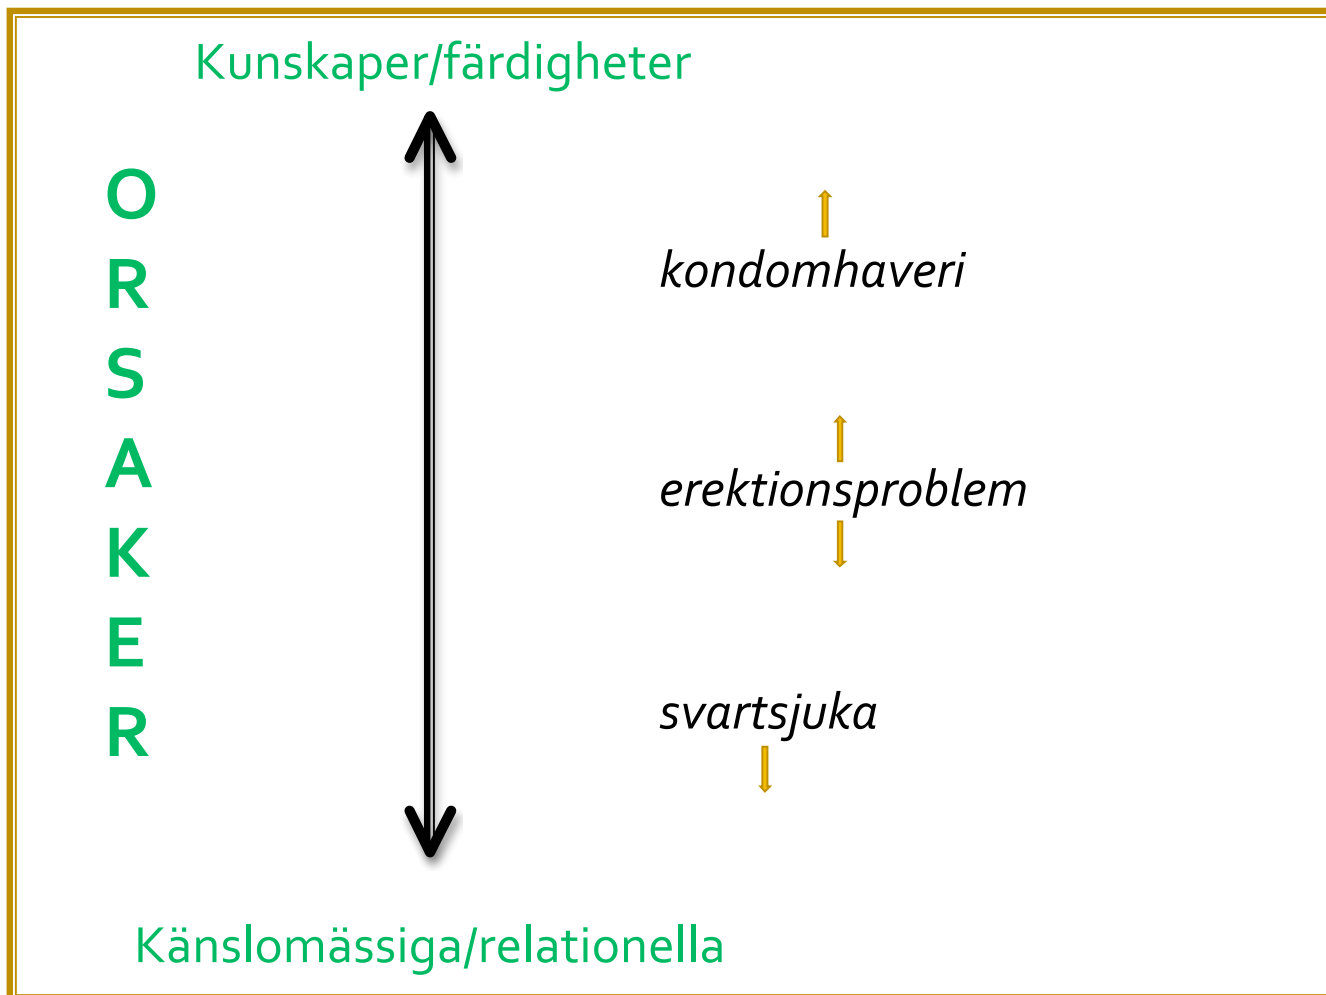 Kunskaper/färdigheter
O
R
S
A
K
E
R
kondomhaveri
erektionsproblem
svartsjuka
Känslomässiga/relationella